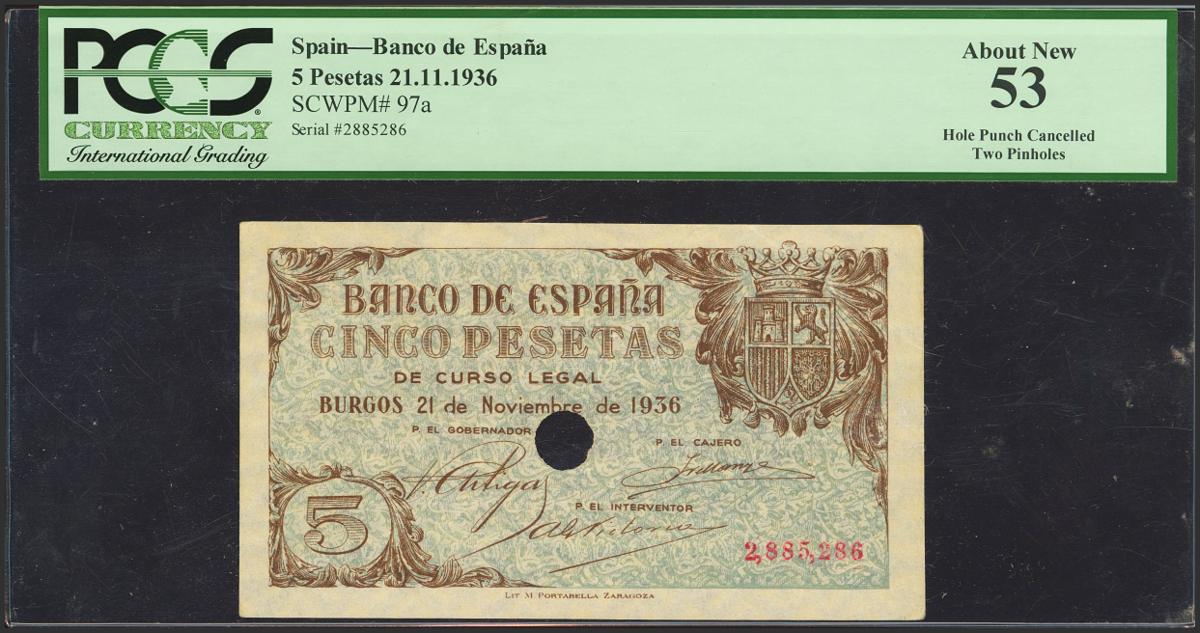 PCGS
CURRENCY
International Grading
Spain—Banco de España
5 Pesetas 21.11.1936
SCWPM# 97a
Serial #2885286
About New
53
Hole Punch Cancelled
Two Pinholes
BANCO DE ESPAÑA
CINCO PESETAS
DE CURSO LEGAL
BURGOS 21 de Noviembre de 1936
P. EL GOBERNADOR
P. EL CAJERO
P. EL INTERVENTOR
5
2,885,286
LIT M PORTABELLA ZARAGOZA